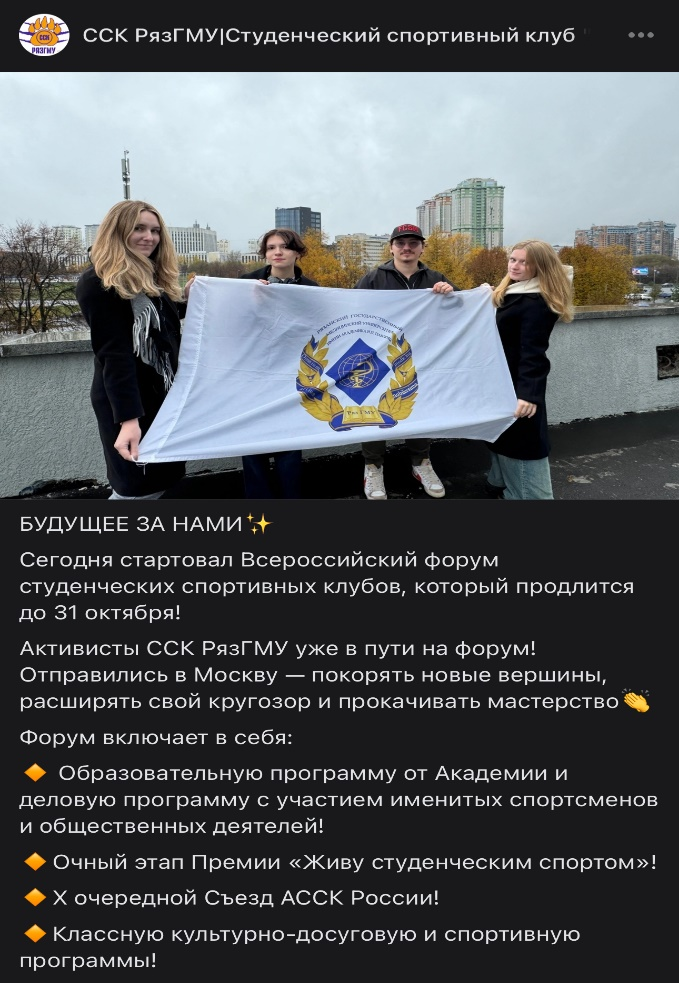 ССК РязГМУ|Студенческий спортивный клуб
ССК
РЯЗГМУ
РЯЗАНСКИЙ ГОСУДАРСТВЕННЫЙ
МЕДИЦИНСКИЙ УНИВЕРСИТЕТ
РязГМУ
БУДУЩЕЕ ЗА НАМИ✨
Сегодня стартовал Всероссийский форум
студенческих спортивных клубов, который продлится
до 31 октября!
Активисты ССК РязГМУ уже в пути на форум!
Отправились в Москву — покорять новые вершины,
расширять свой кругозор и прокачивать мастерство👏
Форум включает в себя:
🔸 Образовательную программу от Академии и
деловую программу с участием именитых спортсменов
и общественных деятелей!
🔸Очный этап Премии «Живу студенческим спортом»!
🔸X очередной Съезд АССК России!
🔸Классную культурно-досуговую и спортивную
программы!